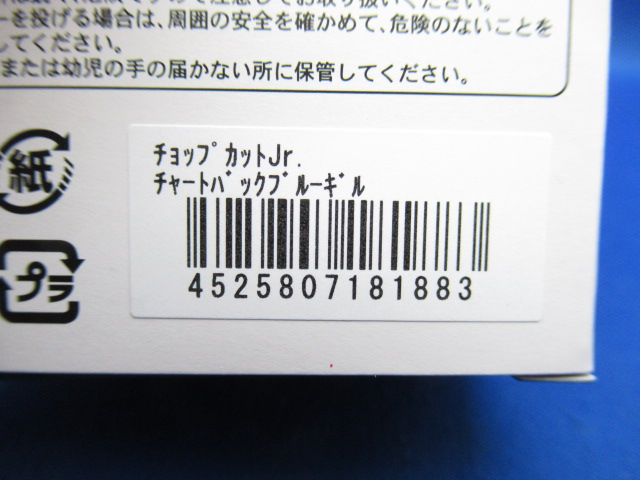 ーを投げる場合は、周囲の安全を確かめて、危険のないことを
してください。
または幼児の手の届かない所に保管してください。
紙
プラ
チョップカットJr.
チャートバックブルーギル
4525807181883